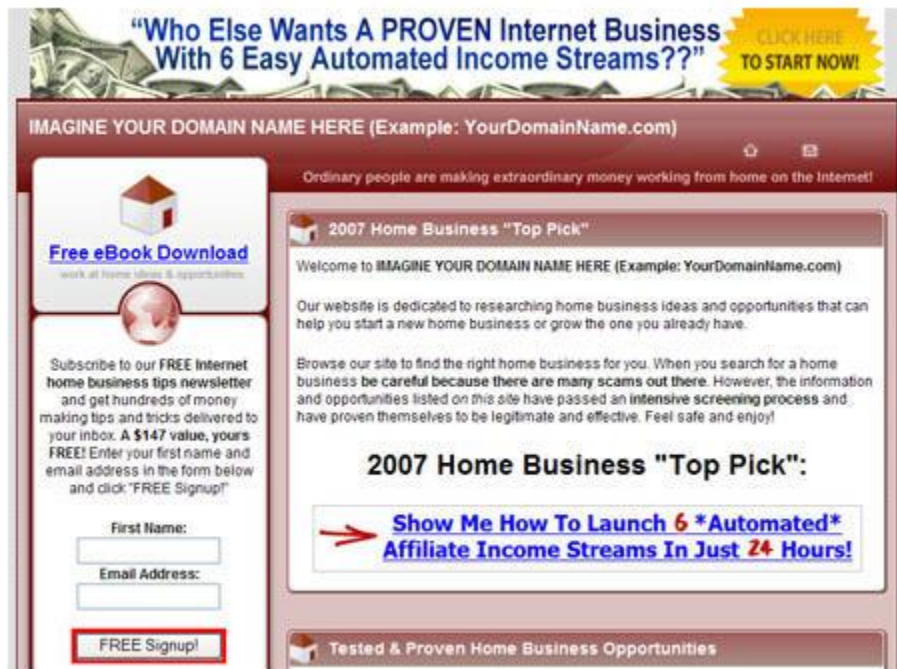 “Who Else Wants A PROVEN Internet Business
With 6 Easy Automated Income Streams??”
CLICK HERE
TO START NOW!
IMAGINE YOUR DOMAIN NAME HERE (Example: YourDomainName.com)
Ordinary people are making extraordinary money working from home on the Internet!
Free eBook Download
work at home ideas & opportunities
Subscribe to our FREE Internet
home business tips newsletter
and get hundreds of money
making tips and tricks delivered to
your inbox. A $147 value, yours
FREE! Enter your first name and
email address in the form below
and click "FREE Signup!"
First Name:
Email Address:
FREE Signup!
2007 Home Business "Top Pick"
Welcome to IMAGINE YOUR DOMAIN NAME HERE (Example: YourDomainName.com)
Our website is dedicated to researching home business ideas and opportunities that can
help you start a new home business or grow the one you already have.
Browse our site to find the right home business for you. When you search for a home
business be careful because there are many scams out there. However, the information
and opportunities listed on this site have passed an intensive screening process and
have proven themselves to be legitimate and effective. Feel safe and enjoy!
2007 Home Business "Top Pick":
Show Me How To Launch 6 *Automated*
Affiliate Income Streams In Just 24 Hours!
Tested & Proven Home Business Opportunities